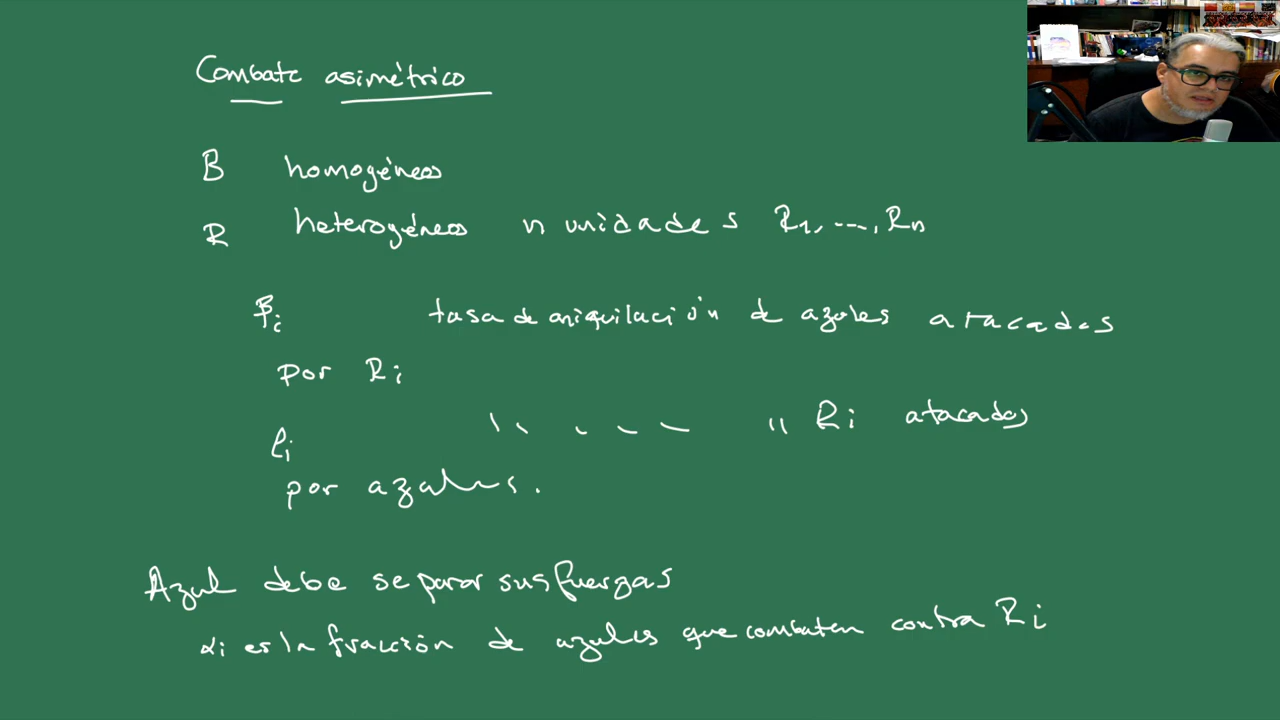 Combate asimétrico
B homogéneos
R heterogéneos n unidades R1, ..., Rn
βi tasa de aniquilación de azules atacados
por Ri
ρi " " Ri atacados
por azules.
Azul debe separar sus fuerzas
αi es la fracción de azules que combaten contra Ri